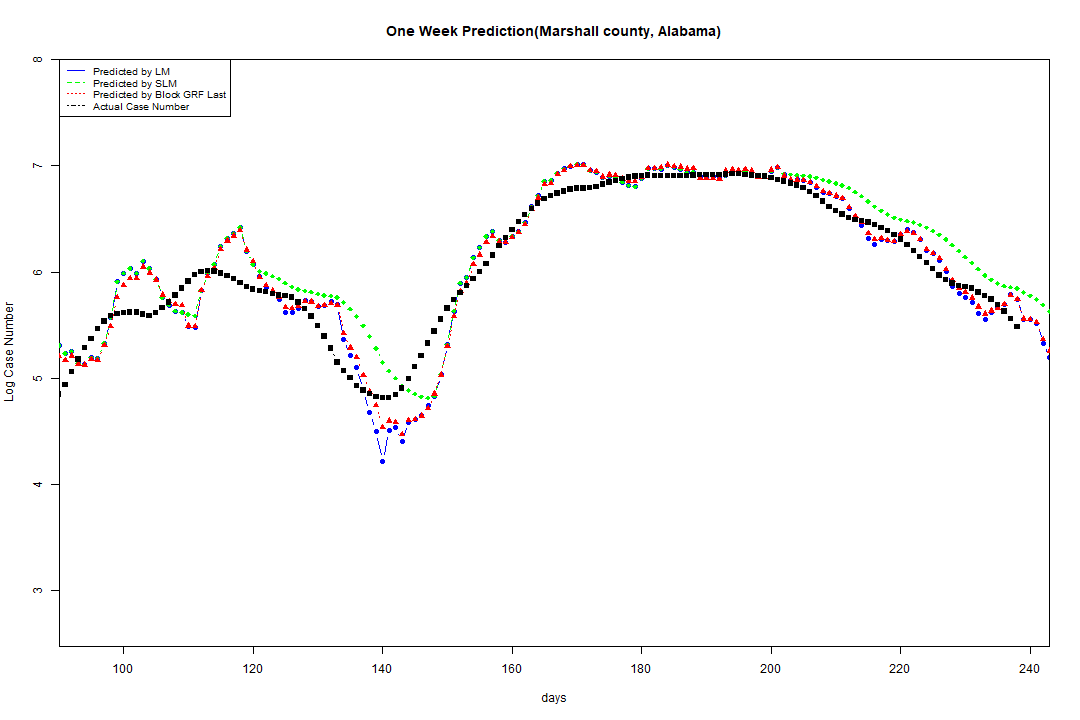 One Week Prediction(Marshall county, Alabama)
Predicted by LM
Predicted by SLM
Predicted by Block GRF Last
Actual Case Number
8
7
6
5
4
3
Log Case Number
100 120 140 160 180 200 220 240
days